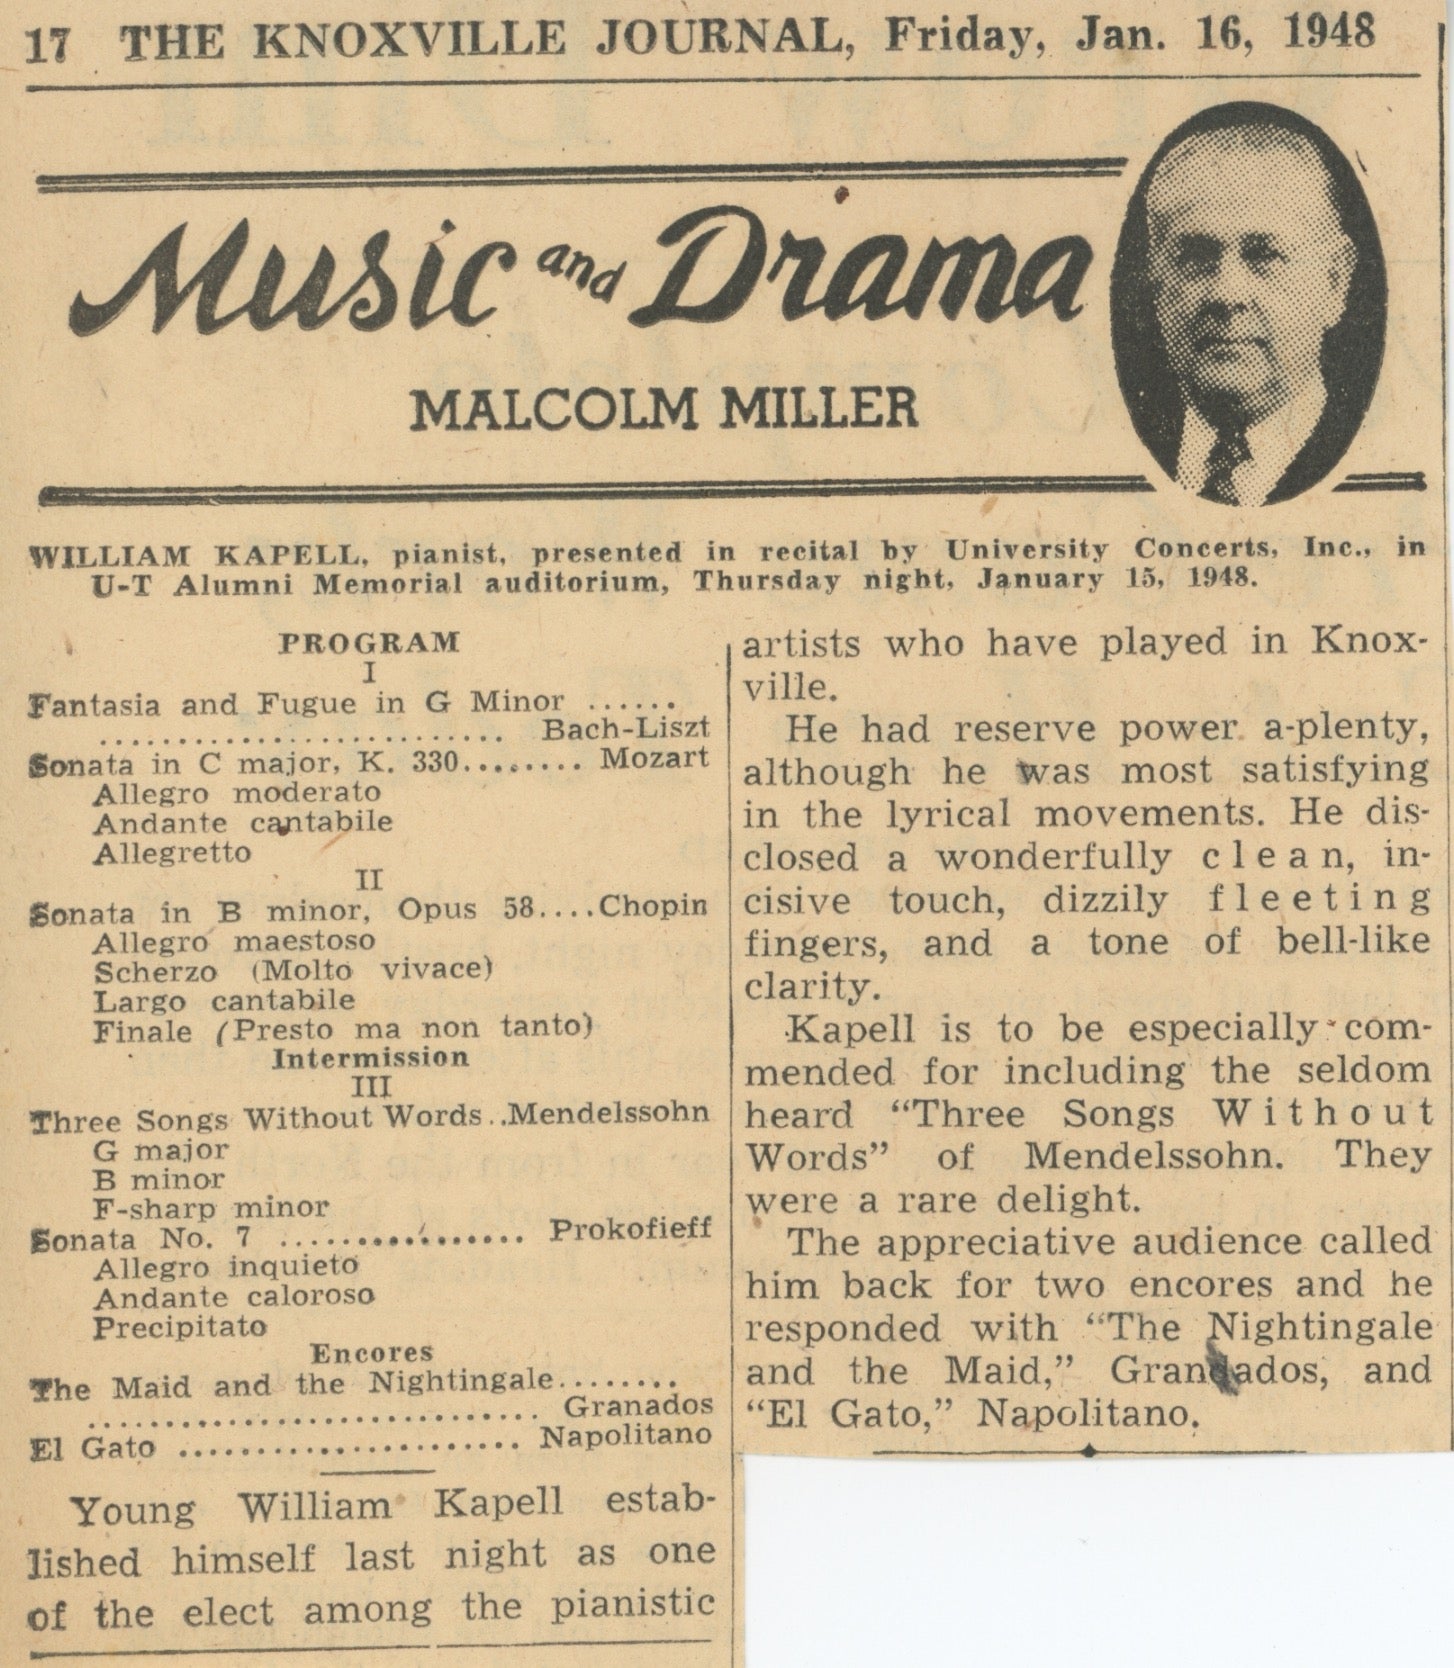 17 THE KNOXVILLE JOURNAL, Friday, Jan. 16, 1948
Music and Drama
MALCOLM MILLER
WILLIAM KAPELL, pianist, presented in recital by University Concerts, Inc., in
U-T Alumni Memorial auditorium, Thursday night, January 15, 1948.
PROGRAM
I
Fantasia and Fugue in G Minor ......
.......................... Bach-Liszt
Sonata in C major, K. 330........ Mozart
Allegro moderato
Andante cantabile
Allegretto
II
Sonata in B minor, Opus 58....Chopin
Allegro maestoso
Scherzo (Molto vivace)
Largo cantabile
Finale (Presto ma non tanto)
Intermission
III
Three Songs Without Words..Mendelssohn
G major
B minor
F-sharp minor
Sonata No. 7 ................ Prokofieff
Allegro inquieto
Andante caloroso
Precipitato
Encores
The Maid and the Nightingale........
............................. Granados
El Gato ...................... Napolitano
Young William Kapell estab-
lished himself last night as one
of the elect among the pianistic
artists who have played in Knox-
ville.
He had reserve power a-plenty,
although he was most satisfying
in the lyrical movements. He dis-
closed a wonderfully clean, in-
cisive touch, dizzily fleeting
fingers, and a tone of bell-like
clarity.
Kapell is to be especially com-
mended for including the seldom
heard “Three Songs Without
Words” of Mendelssohn. They
were a rare delight.
The appreciative audience called
him back for two encores and he
responded with “The Nightingale
and the Maid,” Grandados, and
“El Gato,” Napolitano.